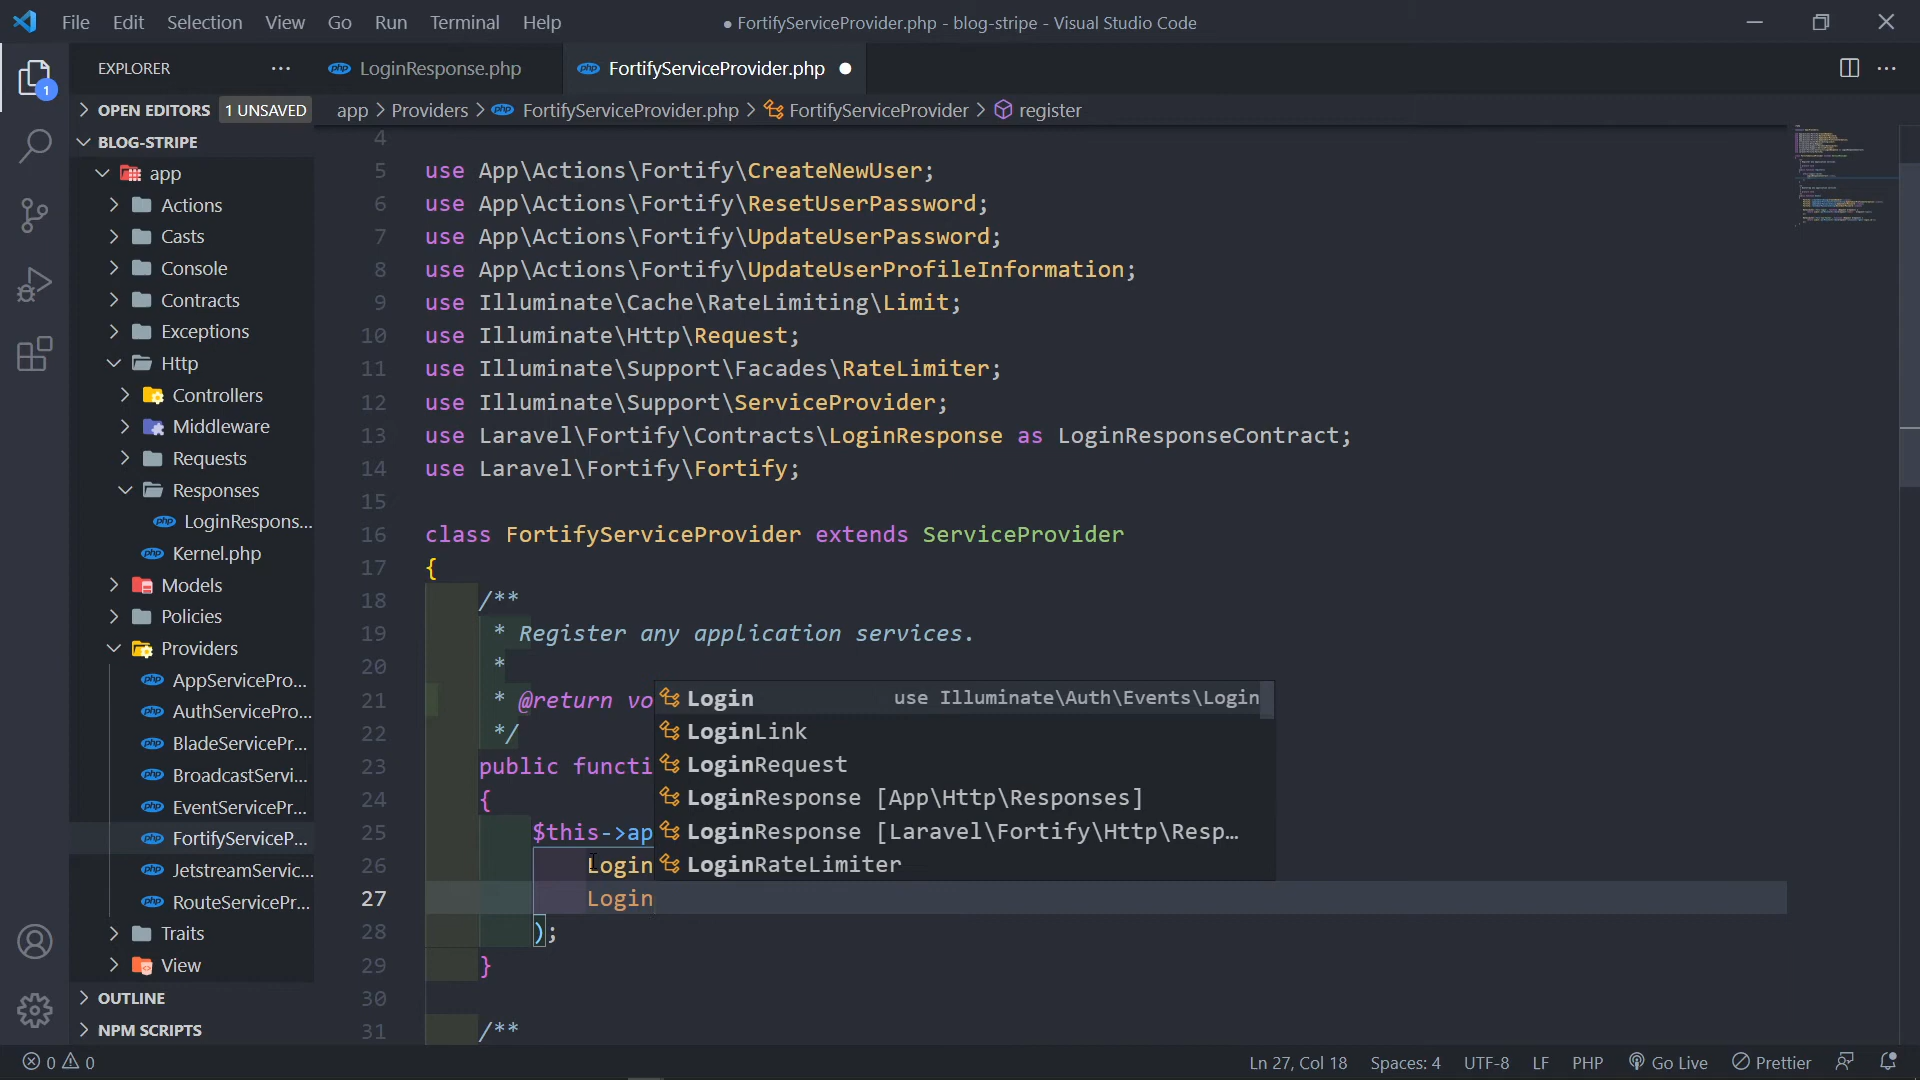 File Edit Selection View Go Run Terminal Help
● FortifyServiceProvider.php - blog-stripe - Visual Studio Code
EXPLORER ···
LoginResponse.php
FortifyServiceProvider.php ●
OPEN EDITORS 1 UNSAVED
app > Providers > FortifyServiceProvider.php > FortifyServiceProvider > register
1
BLOG-STRIPE
app
Actions
Casts
Console
Contracts
Exceptions
Http
Controllers
Middleware
Requests
Responses
LoginRespons...
Kernel.php
Models
Policies
Providers
AppServicePro...
AuthServicePro...
BladeServicePr...
BroadcastServi...
EventServicePr...
FortifyServiceP...
JetstreamServic...
RouteServicePr...
Traits
View
OUTLINE
NPM SCRIPTS
4
5 use App\Actions\Fortify\CreateNewUser;
6 use App\Actions\Fortify\ResetUserPassword;
7 use App\Actions\Fortify\UpdateUserPassword;
8 use App\Actions\Fortify\UpdateUserProfileInformation;
9 use Illuminate\Cache\RateLimiting\Limit;
10 use Illuminate\Http\Request;
11 use Illuminate\Support\Facades\RateLimiter;
12 use Illuminate\Support\ServiceProvider;
13 use Laravel\Fortify\Contracts\LoginResponse as LoginResponseContract;
14 use Laravel\Fortify\Fortify;
15
16 class FortifyServiceProvider extends ServiceProvider
17 {
18 /**
19 * Register any application services.
20 *
21 * @return vo
22 */
23 public functi
24 {
25 $this->ap
26 Login
27 Login
28 );
29 }
30
31 /**
Login use Illuminate\Auth\Events\Login
LoginLink
LoginRequest
LoginResponse [App\Http\Responses]
LoginResponse [Laravel\Fortify\Http\Resp...
LoginRateLimiter
0 0
Ln 27, Col 18 Spaces: 4 UTF-8 LF PHP Go Live Prettier